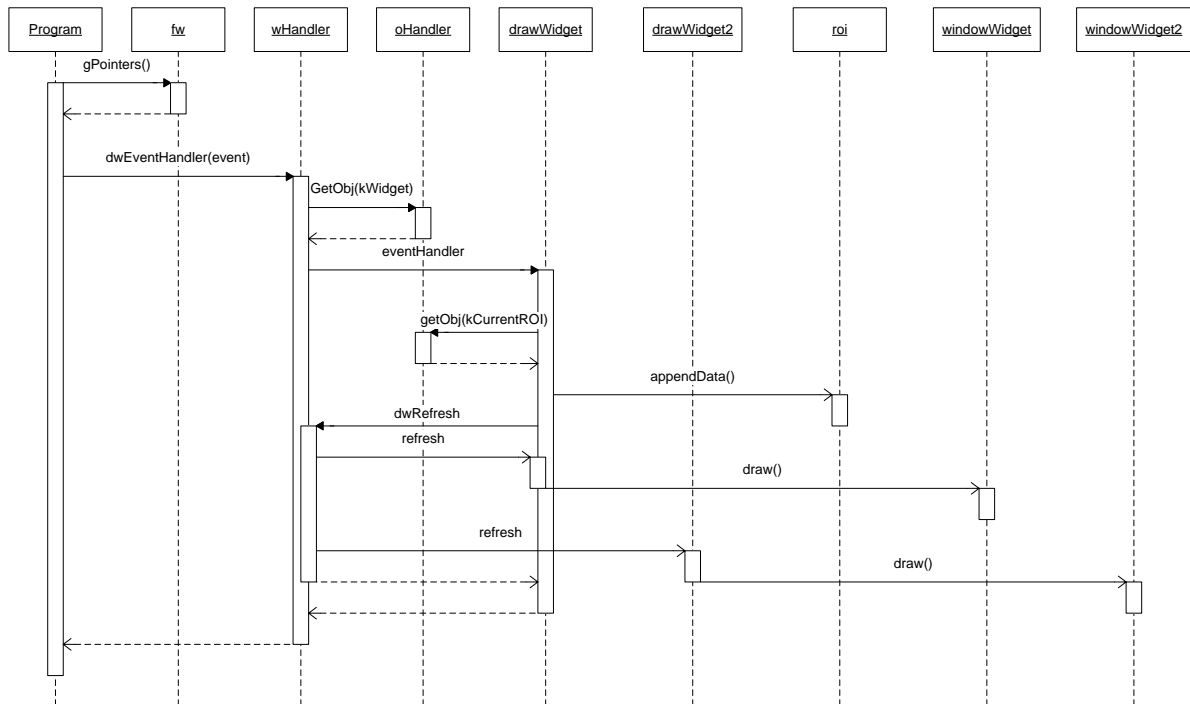 Program fw wHandler oHandler drawWidget drawWidget2 roi windowWidget windowWidget2
gPointers()
dwEventHandler(event)
GetObj(kWidget)
eventHandler
getObj(kCurrentROI)
appendData()
dwRefresh
refresh
draw()
refresh
draw()